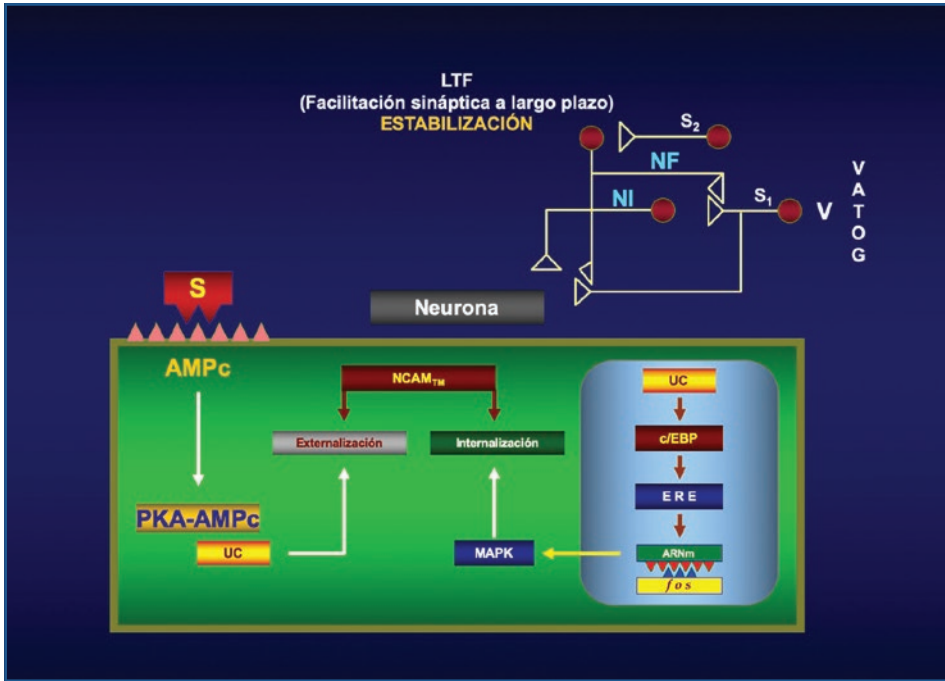 LTF
(Facilitación sináptica a largo plazo)
ESTABILIZACIÓN
S2
NF
NI
S1
V
VATOG
S
Neurona
AMPc
NCAMTM
UC
Externalización
Internalización
c/EBP
ERE
PKA-AMPc
UC
MAPK
ARNm
fos